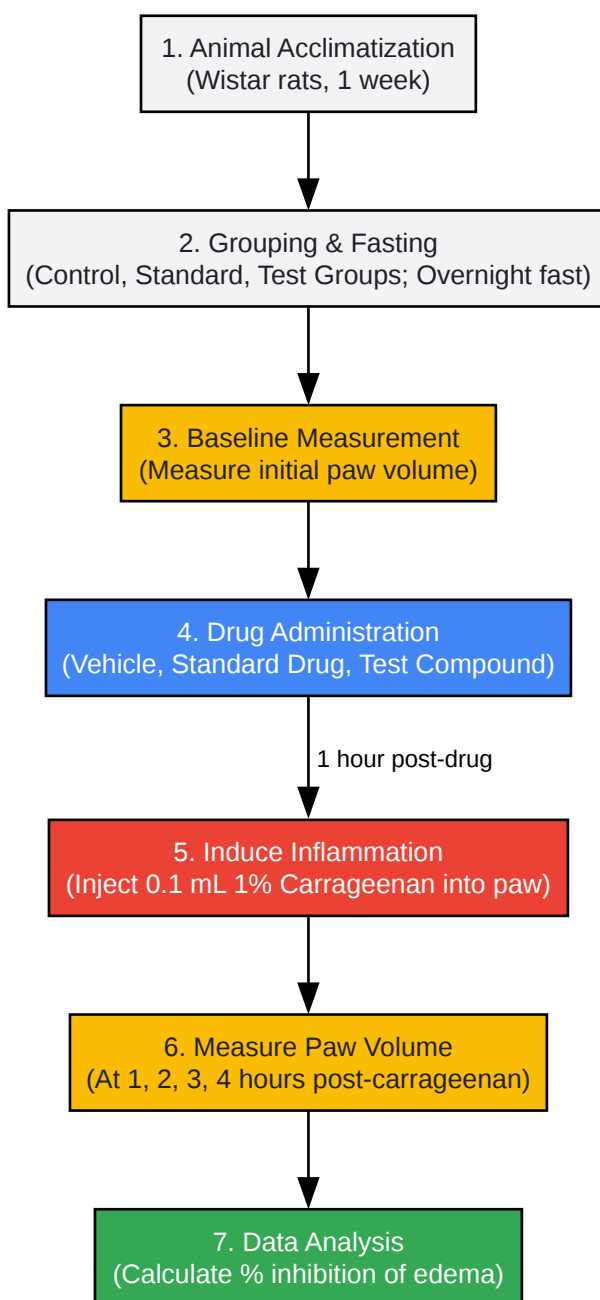 1. Animal Acclimatization
(Wistar rats, 1 week)
2. Grouping & Fasting
(Control, Standard, Test Groups; Overnight fast)
3. Baseline Measurement
(Measure initial paw volume)
4. Drug Administration
(Vehicle, Standard Drug, Test Compound)
1 hour post-drug
5. Induce Inflammation
(Inject 0.1 mL 1% Carrageenan into paw)
6. Measure Paw Volume
(At 1, 2, 3, 4 hours post-carrageenan)
7. Data Analysis
(Calculate % inhibition of edema)